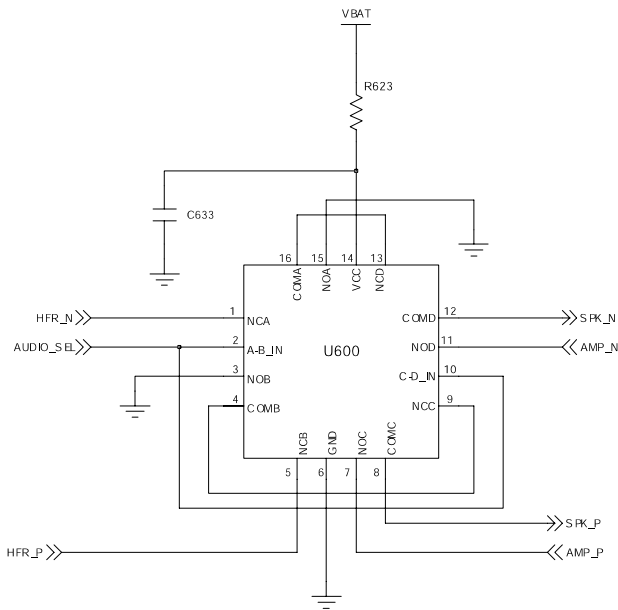 VBAT
R623
C633
16 15 14 13
COMA NOA VCC NCD
HFR_N 1 NCA COMD 12 SPK_N
AUDIO_SEL 2 A-B_IN U600 NOD 11 AMP_N
3 NOB C-D_IN 10
4 COMB NCC 9
NCB GND NOC COMC
5 6 7 8
SPK_P
HFR_P AMP_P